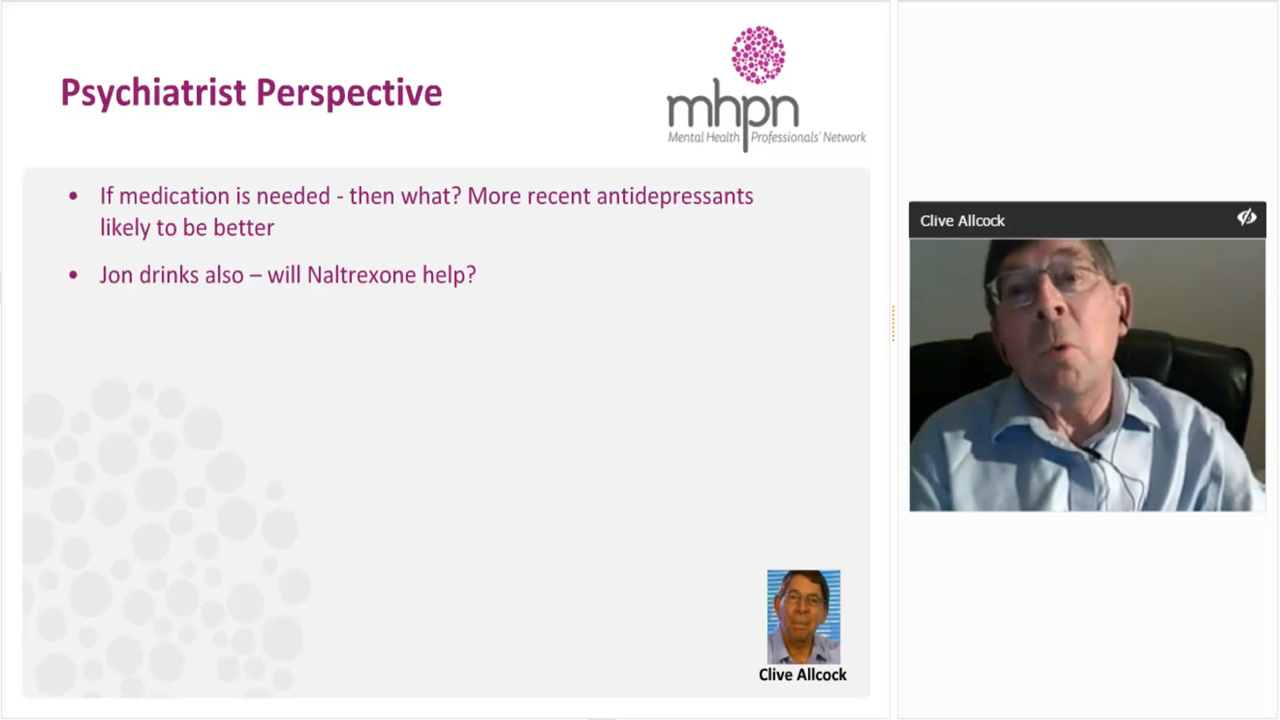 Psychiatrist Perspective
mhpn
Mental Health Professionals' Network
• If medication is needed - then what? More recent antidepressants
likely to be better
• Jon drinks also – will Naltrexone help?
Clive Allcock
Clive Allcock